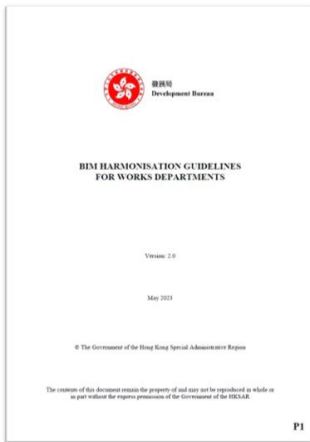 發展局
Development Bureau
BIM HARMONISATION GUIDELINES
FOR WORKS DEPARTMENTS
Version: 2.0
May 2023
© The Government of the Hong Kong Special Administrative Region
The contents of this document remain the property of and may not be reproduced in whole or
in part without the express permission of the Government of the HKSAR
P1